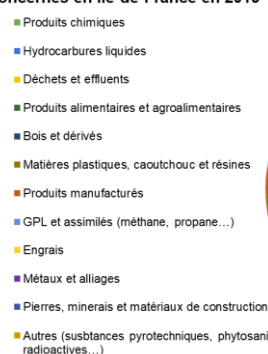 en Ile de France en 2010
Produits chimiques
Hydrocarbures liquides
Déchets et effluents
Produits alimentaires et agroalimentaires
Bois et dérivés
Matières plastiques, caoutchouc et résines
Produits manufacturés
GPL et assimilés (méthane, propane…)
Engrais
Métaux et alliages
Pierres, minerais et matériaux de construction
Autres (susbtances pyrotechniques,
radioactives…)